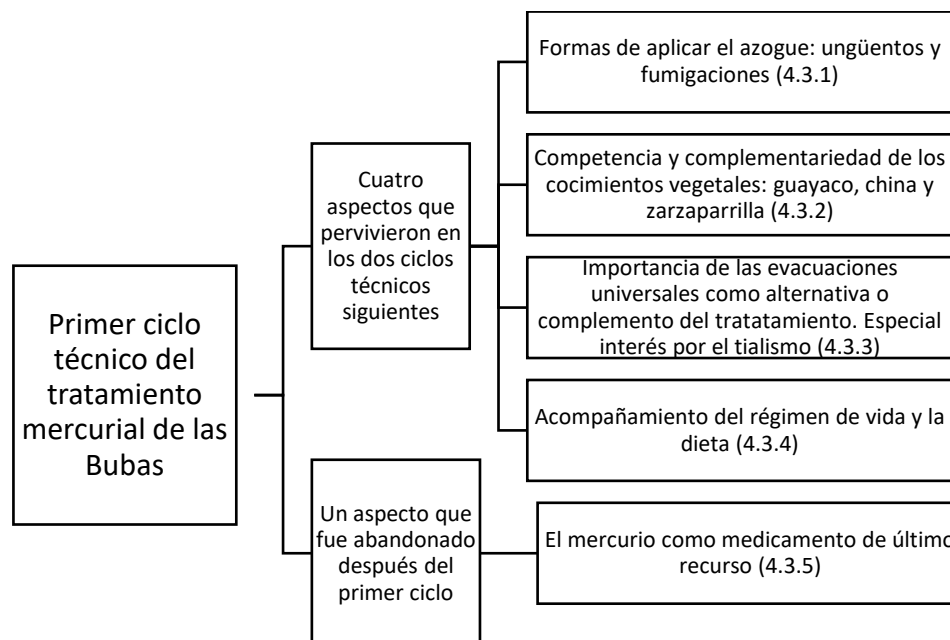 Primer ciclo
técnico del
tratamiento
mercurial de las
Bubas
Cuatro
aspectos que
pervivieron en
los dos ciclos
técnicos
siguientes
Formas de aplicar el azogue: ungüentos y
fumigaciones (4.3.1)
Competencia y complementariedad de los
cocimientos vegetales: guayaco, china y
zarzaparrilla (4.3.2)
Importancia de las evacuaciones
universales como alternativa o
complemento del tratatamiento. Especial
interés por el tialismo (4.3.3)
Acompañamiento del régimen de vida y la
dieta (4.3.4)
Un aspecto que
fue abandonado
después del
primer ciclo
El mercurio como medicamento de último
recurso (4.3.5)